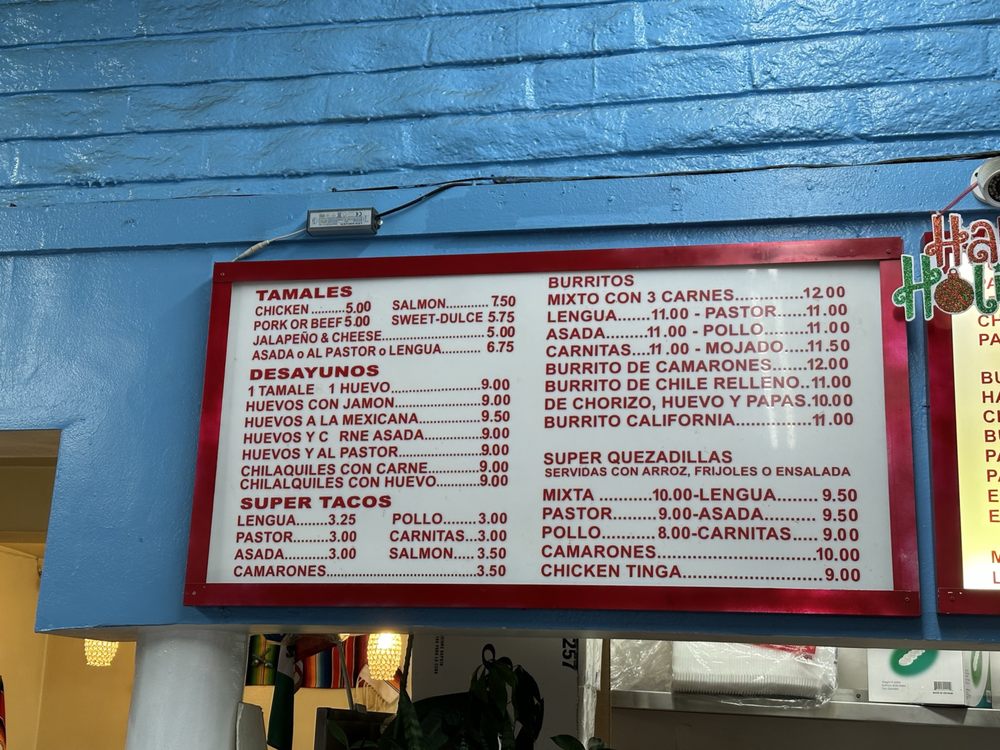 TAMALES
CHICKEN ..........5.00 SALMON............ 7.50
PORK OR BEEF 5.00 SWEET-DULCE 5.75
JALAPEÑO & CHEESE..........................5.00
ASADA o AL PASTOR o LENGUA........... 6.75
DESAYUNOS
1 TAMALE 1 HUEVO.............................9.00
HUEVOS CON JAMON.........................9.00
HUEVOS A LA MEXICANA..................9.50
HUEVOS Y C RNE ASADA.................9.00
HUEVOS Y AL PASTOR......................9.00
CHILAQUILES CON CARNE................9.00
CHILALQUILES CON HUEVO..............9.00
SUPER TACOS
LENGUA.......3.25 POLLO.......3.00
PASTOR........3.00 CARNITAS...3.00
ASADA..........3.00 SALMON.....3.50
CAMARONES........................................3.50
BURRITOS
MIXTO CON 3 CARNES.............12.00
LENGUA.......11.00 - PASTOR......11.00
ASADA.........11.00 - POLLO........11.00
CARNITAS....11.00 - MOJADO.....11.50
BURRITO DE CAMARONES........12.00
BURRITO DE CHILE RELLENO..11.00
DE CHORIZO, HUEVO Y PAPAS.10.00
BURRITO CALIFORNIA...............11.00
SUPER QUEZADILLAS
SERVIDAS CON ARROZ, FRIJOLES O ENSALADA
MIXTA ...........10.00-LENGUA........ 9.50
PASTOR..........9.00-ASADA.......... 9.50
POLLO............8.00-CARNITAS..... 9.00
CAMARONES..............................10.00
CHICKEN TINGA...........................9.00
257